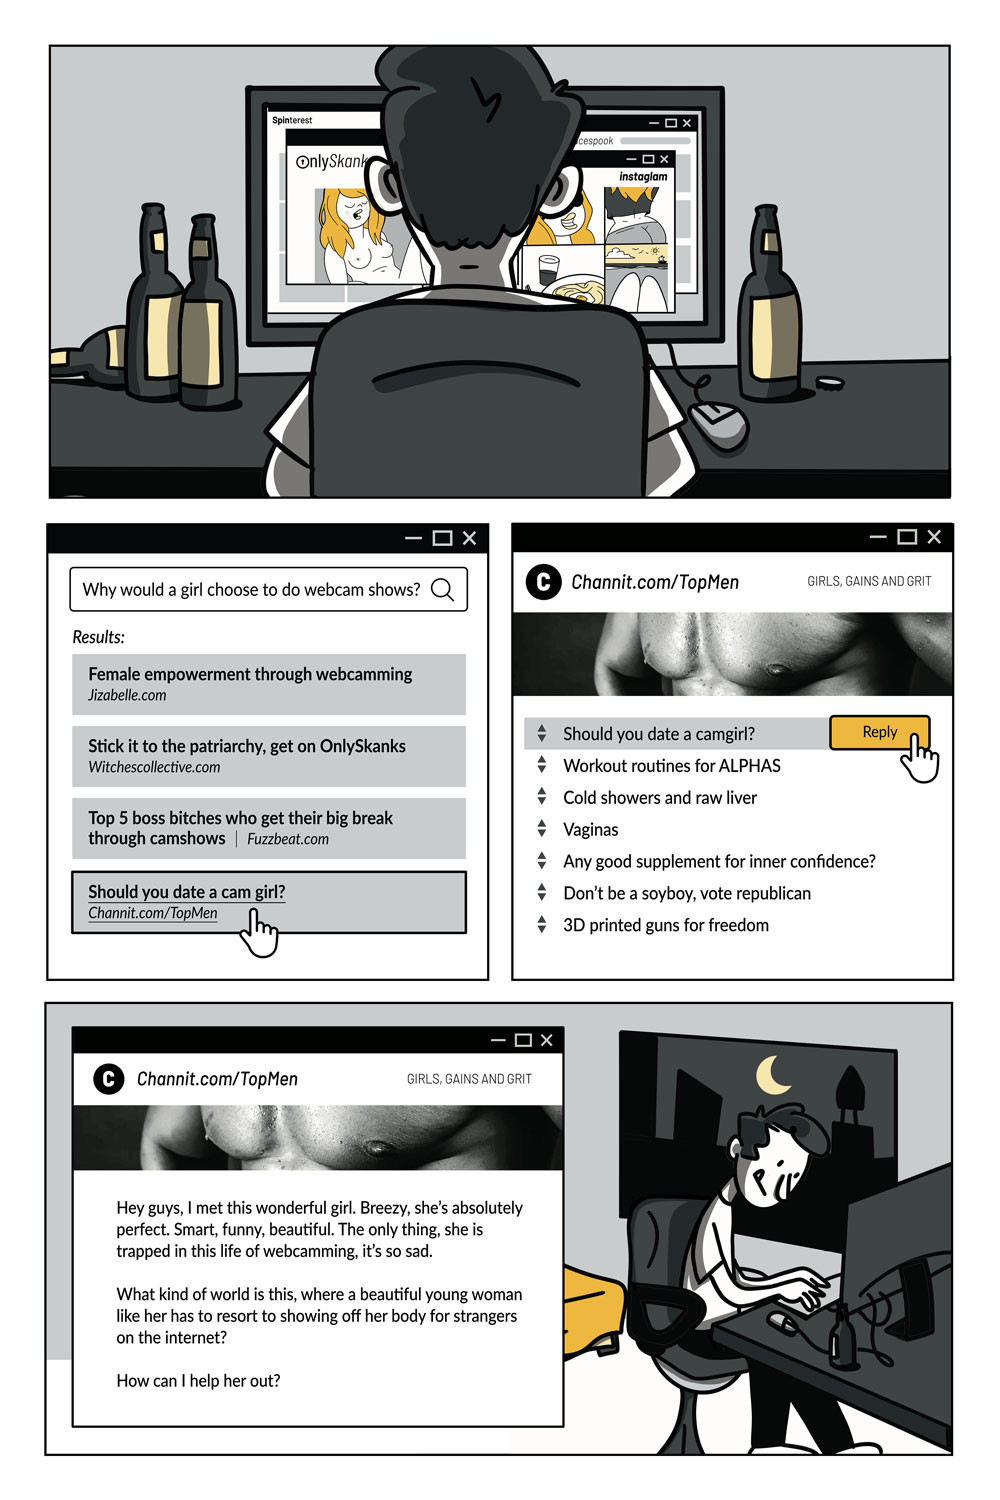 Spinterest
OnlySkank
cespook
instaglam
Why would a girl choose to do webcam shows?
Results:
Female empowerment through webcamming
Jizabelle.com
Stick it to the patriarchy, get on OnlySkanks
Witchescollective.com
Top 5 boss bitches who get their big break
through camshows | Fuzzbeat.com
Should you date a cam girl?
Channit.com/TopMen
C Channit.com/TopMen GIRLS, GAINS AND GRIT
Should you date a camgirl? Reply
Workout routines for ALPHAS
Cold showers and raw liver
Vaginas
Any good supplement for inner confidence?
Don't be a soyboy, vote republican
3D printed guns for freedom
C Channit.com/TopMen GIRLS, GAINS AND GRIT
Hey guys, I met this wonderful girl. Breezy, she's absolutely
perfect. Smart, funny, beautiful. The only thing, she is
trapped in this life of webcamming, it's so sad.
What kind of world is this, where a beautiful young woman
like her has to resort to showing off her body for strangers
on the internet?
How can I help her out?